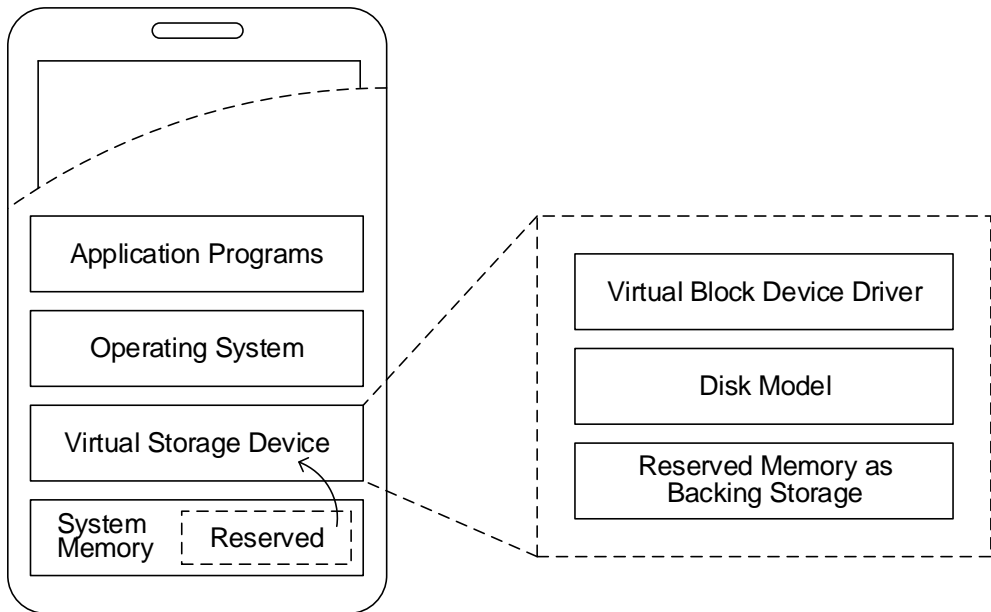 Application Programs
Operating System
Virtual Storage Device
System
Memory
Reserved
Virtual Block Device Driver
Disk Model
Reserved Memory as
Backing Storage